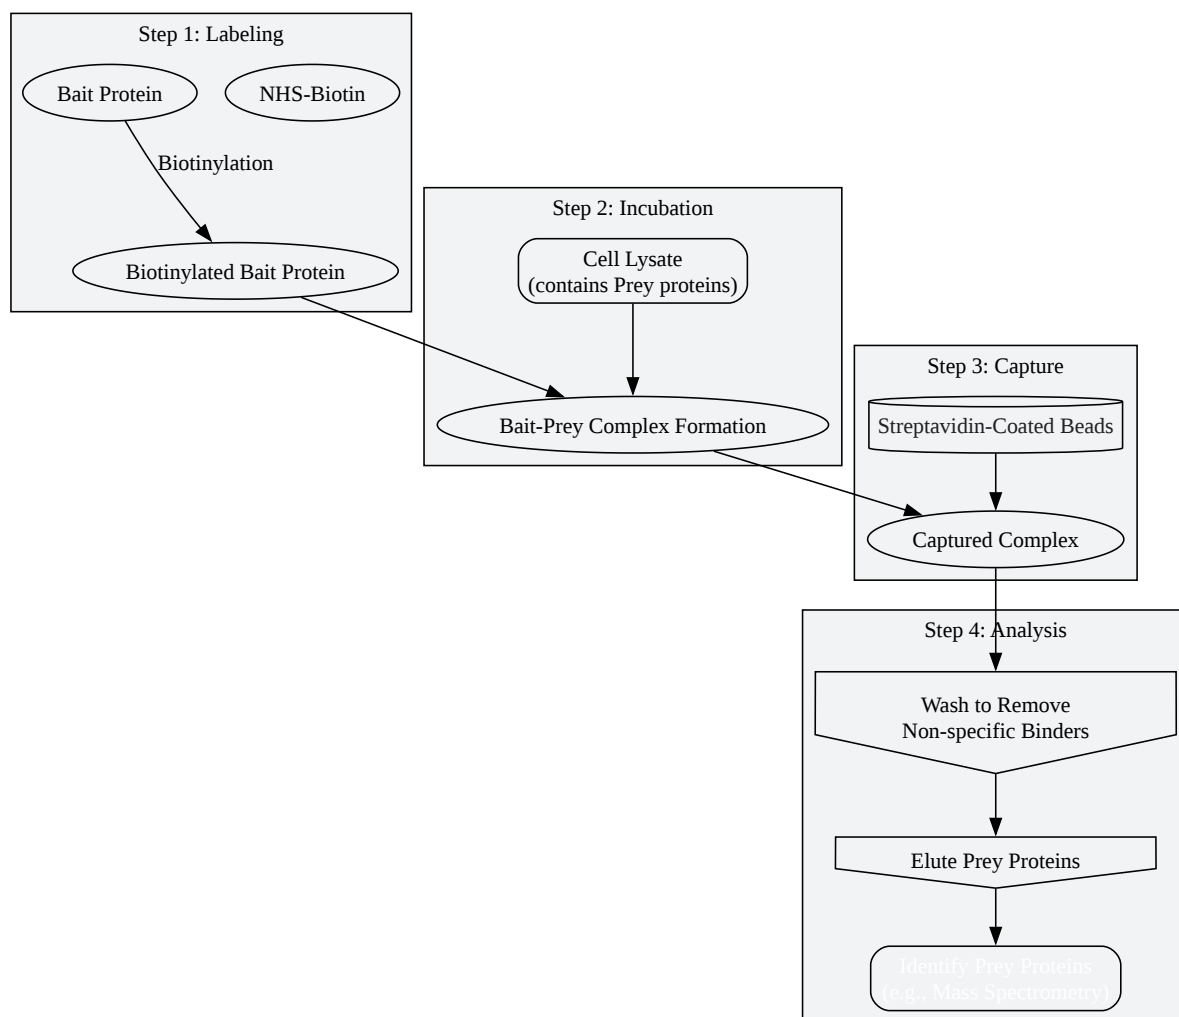 Step 1: Labeling
Bait Protein
NHS-Biotin
Biotinylation
Biotinylated Bait Protein
Step 2: Incubation
Cell Lysate
(contains Prey proteins)
Bait-Prey Complex Formation
Step 3: Capture
Streptavidin-Coated Beads
Captured Complex
Step 4: Analysis
Wash to Remove
Non-specific Binders
Elute Prey Proteins
Identify Prey Proteins
(e.g., Mass Spectrometry)